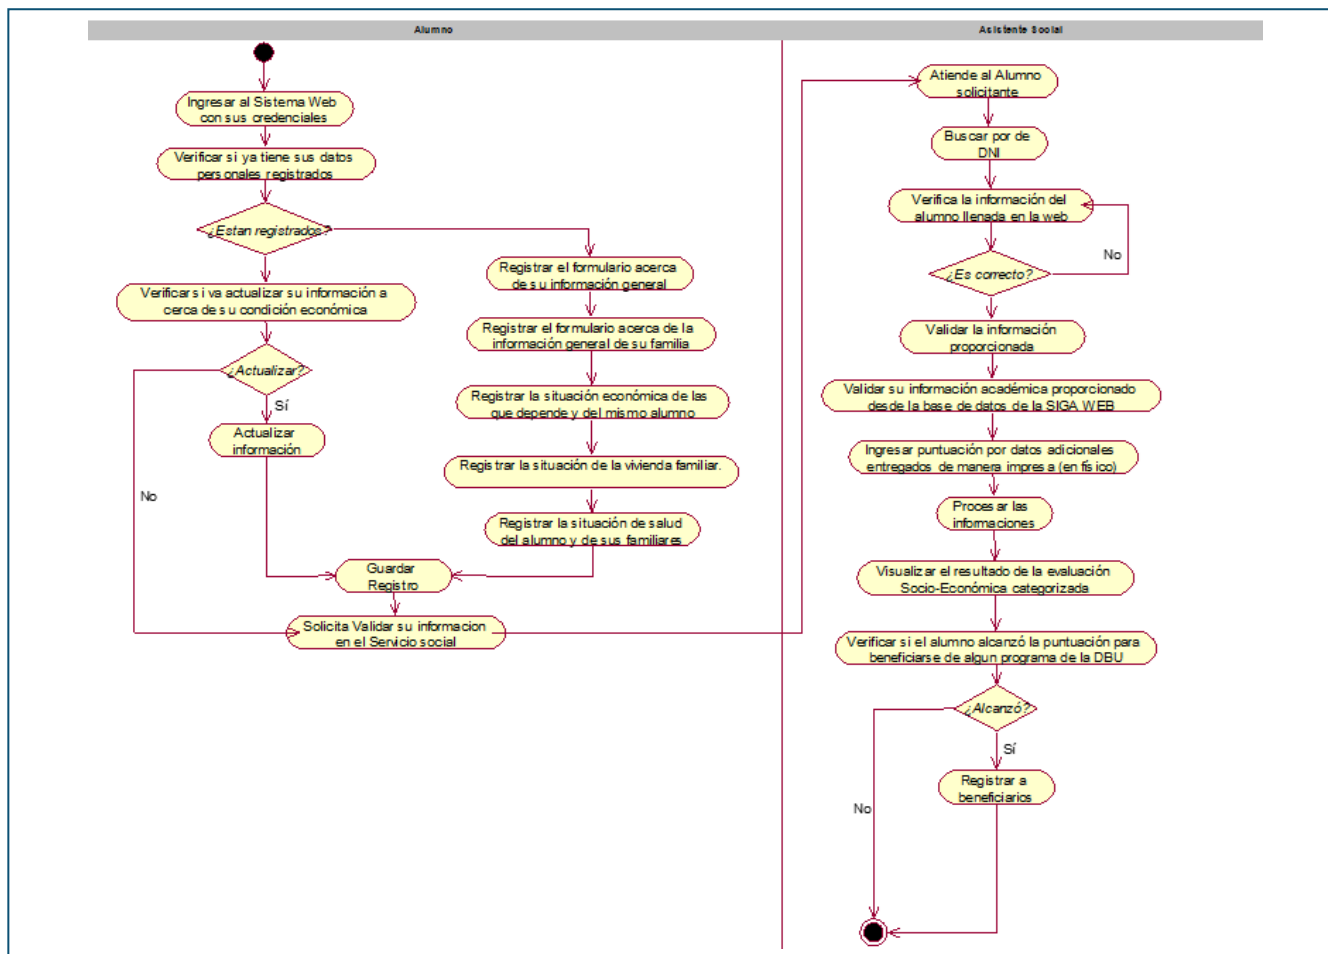 Alumno
Asistente Social
Ingresar al Sistema Web
con sus credenciales
Verificar si ya tiene sus datos
personales registrados
¿Estan registrados?
Verificar si va actualizar su información a
cerca de su condición económica
¿Actualizar?
Sí
Actualizar
información
No
Registrar el formulario acerca
de su información general
Registrar el formulario acerca de la
información general de su familia
Registrar la situación económica de las
que depende y del mismo alumno
Registrar la situación de la vivienda familiar.
Registrar la situación de salud
del alumno y de sus familiares
Guardar
Registro
Solicita Validar su informacion
en el Servicio social
Atiende al Alumno
solicitante
Buscar por de
DNI
Verifica la información del
alumno llenada en la web
No
¿Es correcto?
Validar la información
proporcionada
Validar su información académica proporcionado
desde la base de datos de la SIGA WEB
Ingresar puntuación por datos adicionales
entregados de manera impresa (en físico)
Procesar las
informaciones
Visualizar el resultado de la evaluación
Socio-Económica categorizada
Verificar si el alumno alcanzó la puntuación para
beneficiarse de algun programa de la DBU
¿Alcanzó?
Sí
Registrar a
beneficiarios
No